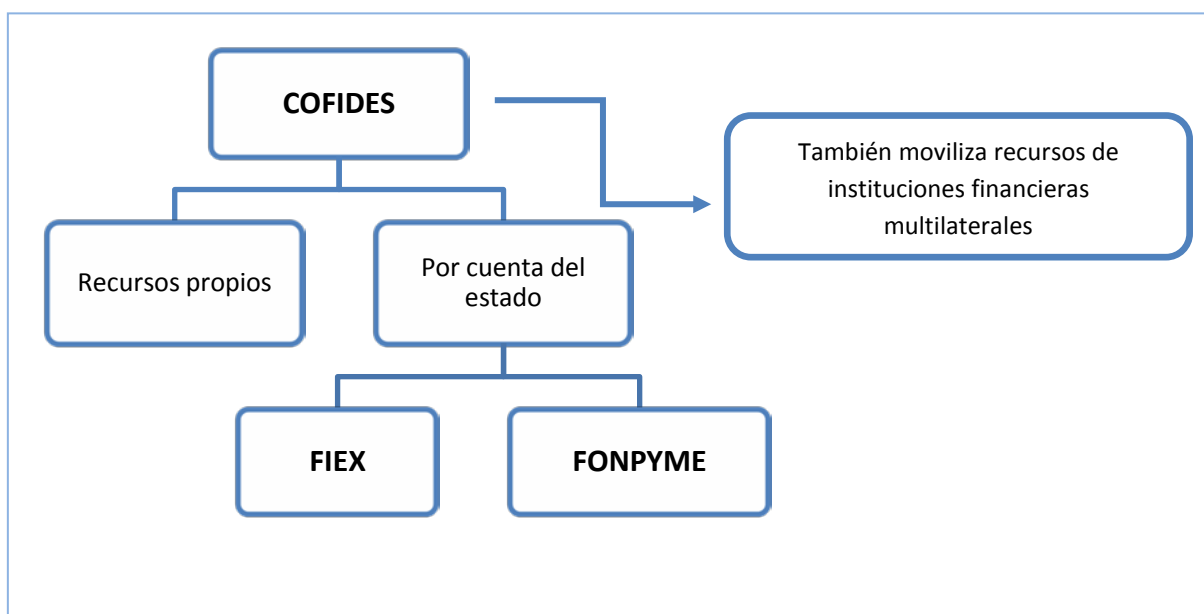 COFIDES
También moviliza recursos de
instituciones financieras
multilaterales
Recursos propios
Por cuenta del
estado
FIEX
FONPYME